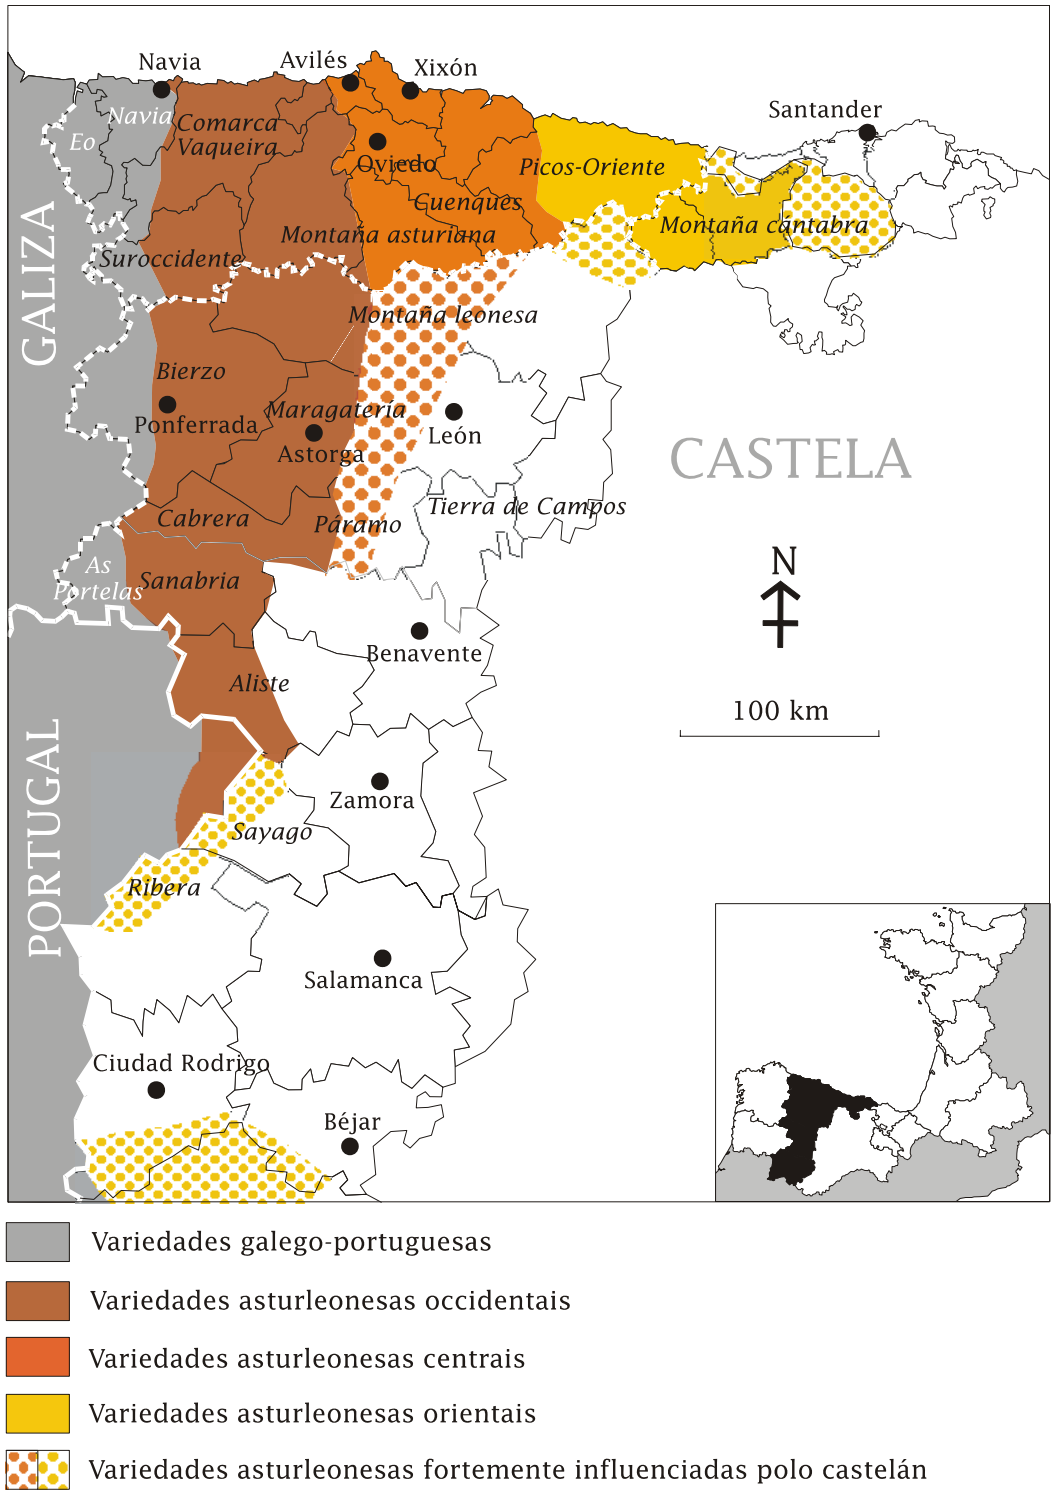 Navia
Avilés
Xixón
Santander
Navia
Eo
Comarca
Vaqueira
Oviedo
Picos-Oriente
Cuenques
Montaña asturiana
Montaña cántabra
Suroccidente
GALIZA
Montaña leonesa
Bierzo
Ponferrada
Maragatería
Astorga
León
CASTELA
Cabrera
Páramo
Tierra de Campos
As
Portelas
Sanabria
N
Benavente
Aliste
100 km
PORTUGAL
Zamora
Sayago
Ribera
Salamanca
Ciudad Rodrigo
Béjar
Variedades galego-portuguesas
Variedades asturleonesas occidentais
Variedades asturleonesas centrais
Variedades asturleonesas orientais
Variedades asturleonesas fortemente influenciadas polo castelán